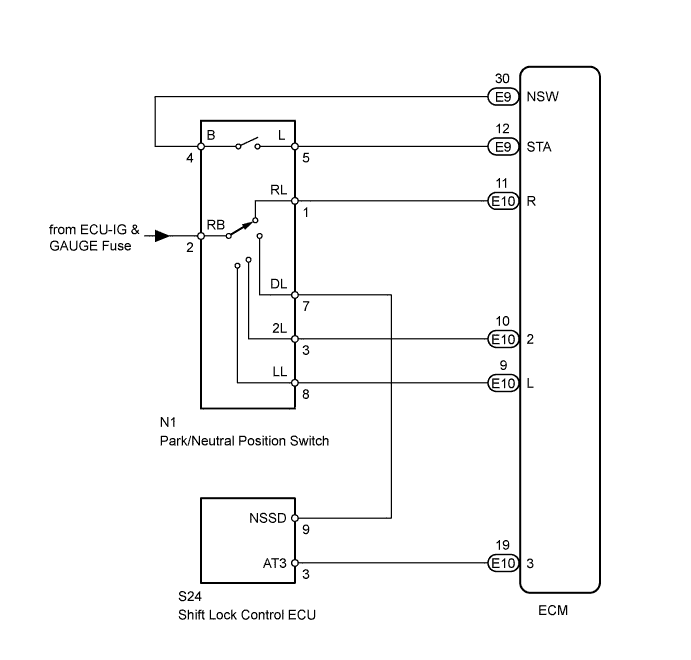 30
E9 NSW
B L
4 5
12
E9 STA
RL
1
11
E10 R
from ECU-IG &
GAUGE Fuse
RB
2
DL
7
2L
3
10
E10 2
LL
8
9
E10 L
N1
Park/Neutral Position Switch
NSSD
9
AT3
3
19
E10 3
S24
Shift Lock Control ECU
ECM